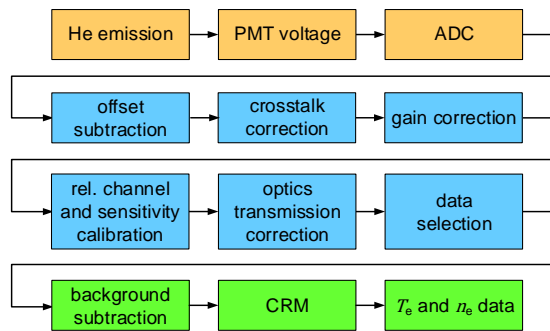 He emission
PMT voltage
ADC
offset
subtraction
crosstalk
correction
gain correction
rel. channel
and sensitivity
calibration
optics
transmission
correction
data
selection
background
subtraction
CRM
Te and ne data